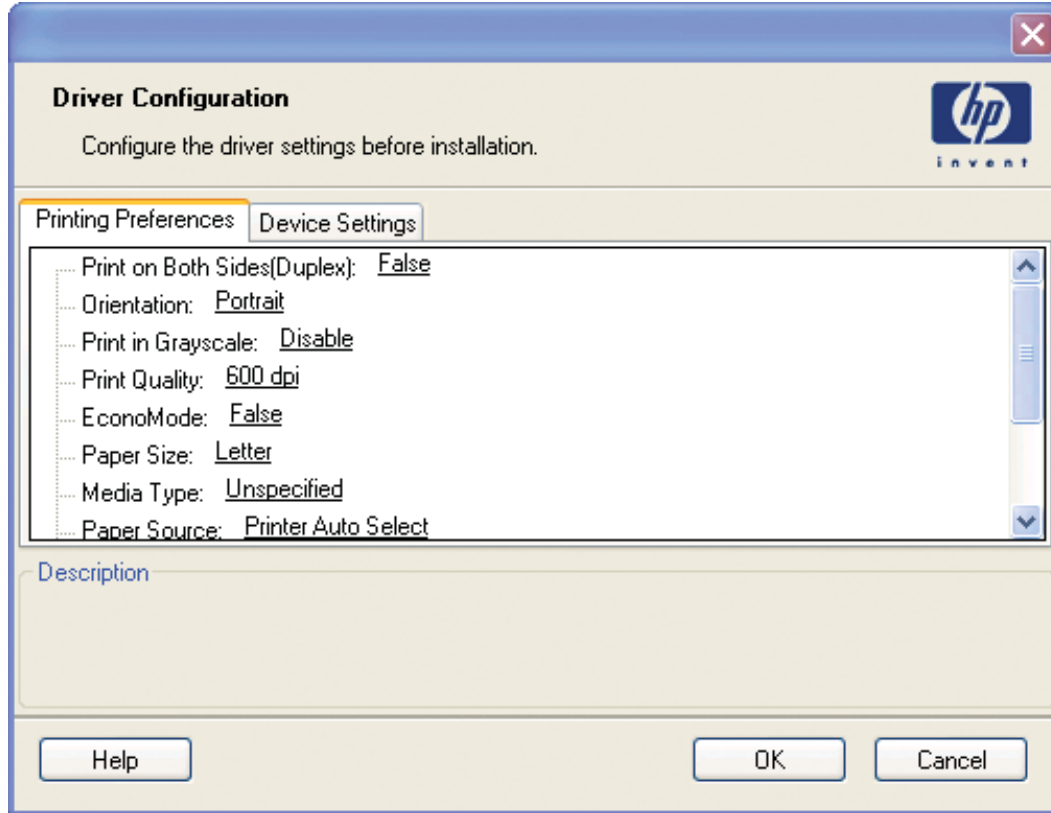 Driver Configuration
Configure the driver settings before installation.
hp
invent
Printing Preferences
Device Settings
Print on Both Sides(Duplex): False
Orientation: Portrait
Print in Grayscale: Disable
Print Quality: 600 dpi
EconoMode: False
Paper Size: Letter
Media Type: Unspecified
Paper Source: Printer Auto Select
Description
Help
OK
Cancel